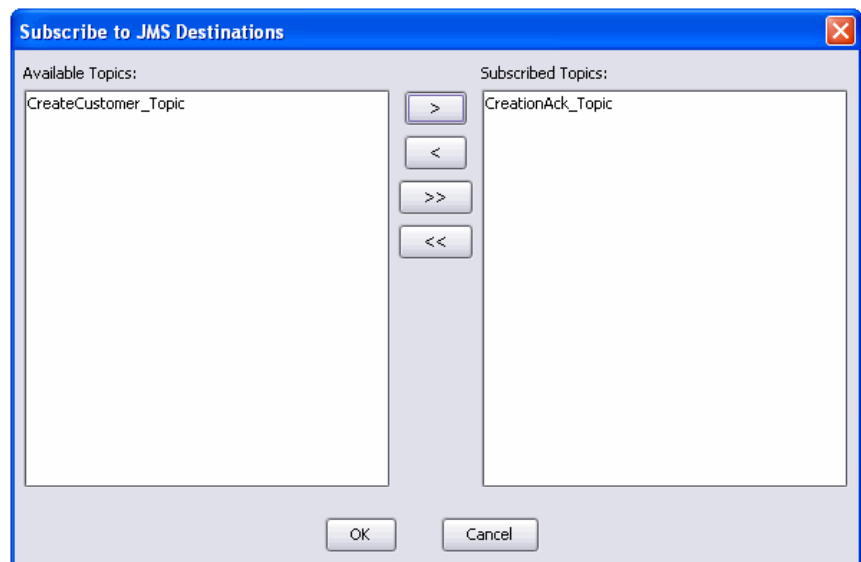 Subscribe to JMS Destinations
Available Topics:
Subscribed Topics:
CreateCustomer_Topic
>
CreationAck_Topic
<
>>
<<
OK
Cancel